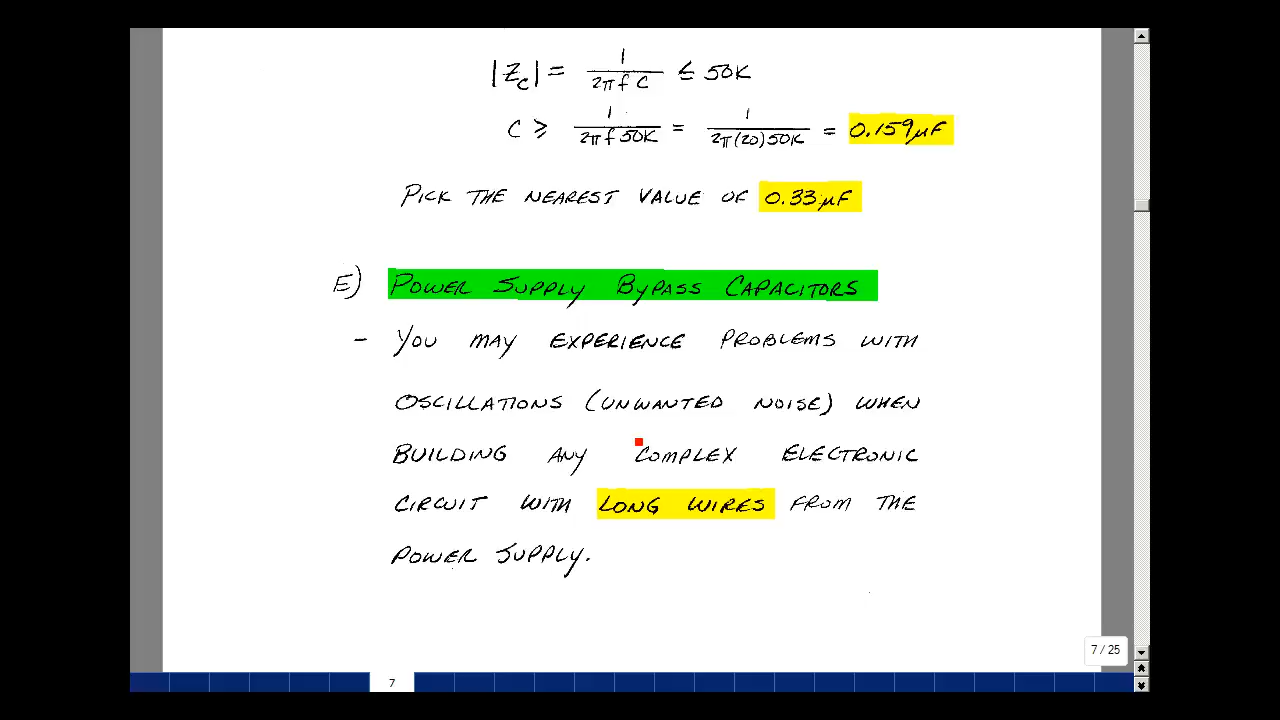 |Zc| = 1/(2πfC) ≤ 50K
C ≥ 1/(2πf50K) = 1/(2π(20)50K) = 0.159µF
PICK THE NEAREST VALUE OF 0.33µF
E) POWER SUPPLY BYPASS CAPACITORS
- YOU MAY EXPERIENCE PROBLEMS WITH
OSCILLATIONS (UNWANTED NOISE) WHEN
BUILDING ANY COMPLEX ELECTRONIC
CIRCUIT WITH LONG WIRES FROM THE
POWER SUPPLY.
7 / 25
7